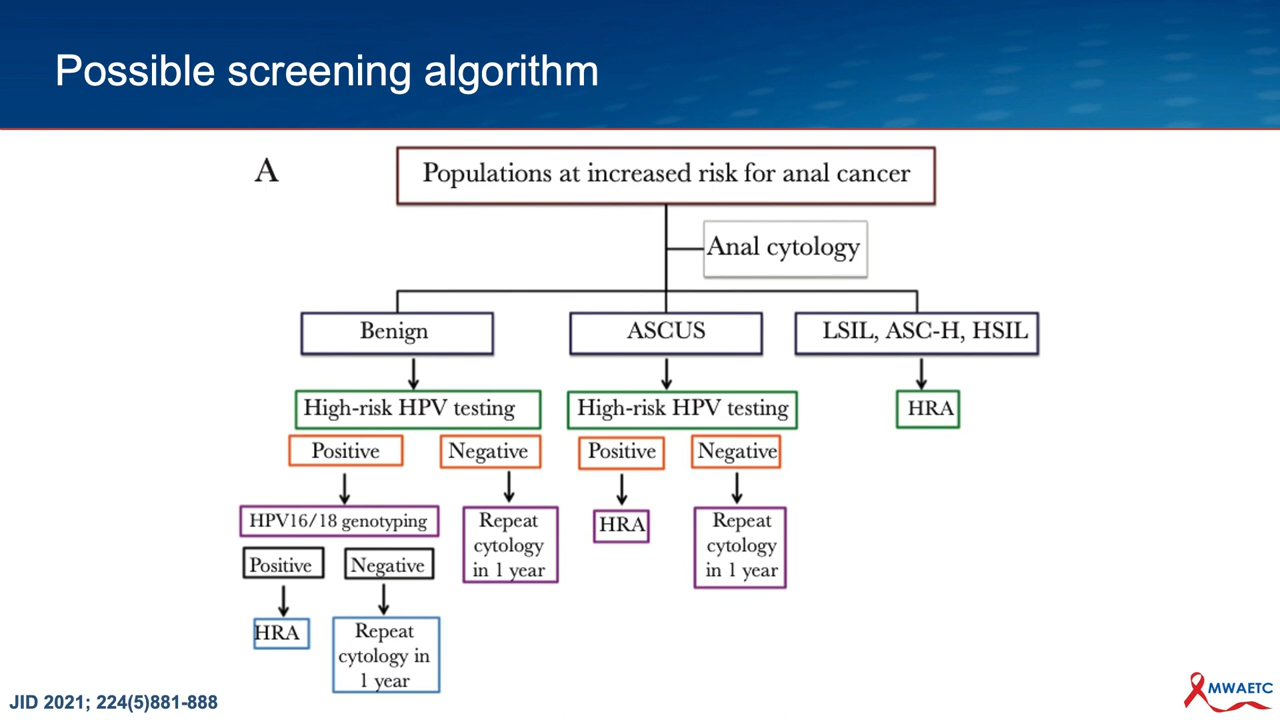 Possible screening algorithm
A
Populations at increased risk for anal cancer
Anal cytology
Benign
ASCUS
LSIL, ASC-H, HSIL
High-risk HPV testing
High-risk HPV testing
HRA
Positive
Negative
Positive
Negative
HPV16/18 genotyping
Repeat
cytology
in 1 year
HRA
Repeat
cytology
in 1 year
Positive
Negative
HRA
Repeat
cytology in
1 year
JID 2021; 224(5)881-888
MWAETC